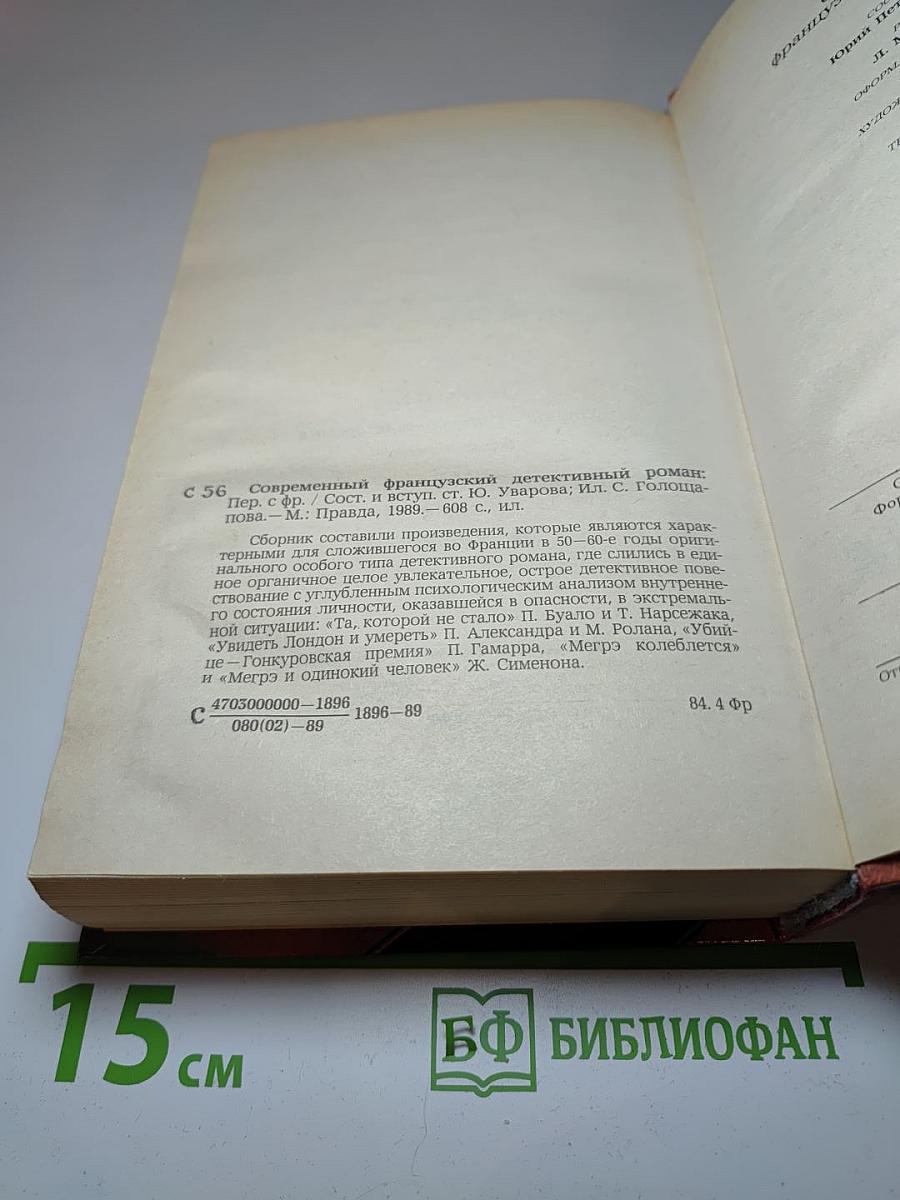 С 56 Современный французский детективный роман:
Пер. с фр. / Сост. и вступ. ст. Ю. Уварова; Ил. С. Голоща-
пова.— М.: Правда, 1989.— 608 с., ил.
Сборник составили произведения, которые являются харак-
терными для сложившегося во Франции в 50—60-е годы ориги-
нального особого типа детективного романа, где слились в еди-
ное органичное целое увлекательное, острое детективное пове-
ствование с углубленным психологическим анализом внутренне-
го состояния личности, оказавшейся в опасности, в экстремаль-
ной ситуации: «Та, которой не стало» П. Буало и Т. Нарсежака,
«Увидеть Лондон и умереть» П. Александра и М. Ролана, «Убий-
це — Гонкуровская премия» П. Гамарра, «Мегрэ колеблется»
и «Мегрэ и одинокий человек» Ж. Сименона.
С 4703000000—1896
080(02)—89 1896—89 84. 4 Фр
Юрий
15 см
БФ БИБЛИОФАН